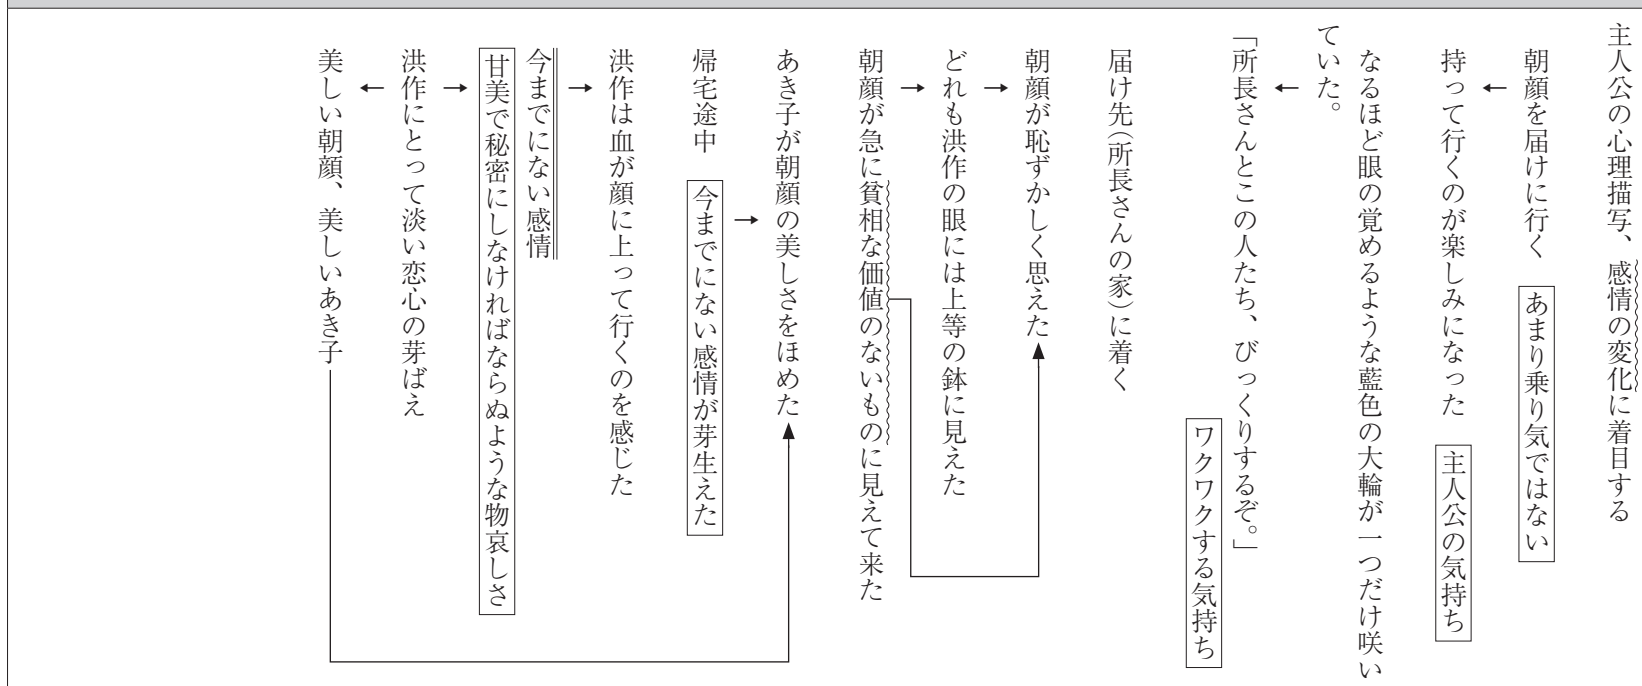 主人公の心理描写、感情の変化に着目する
朝顔を届けに行く あまり乗り気ではない
持って行くのが楽しみになった 主人公の気持ち
なるほど眼の覚めるような藍色の大輪が一つだけ咲い
ていた。
「所長さんとこの人たち、びっくりするぞ。」
ワクワクする気持ち
届け先(所長さんの家)に着く
朝顔が恥ずかしく思えた
どれも洪作の眼には上等の鉢に見えた
朝顔が急に貧相な価値のないものに見えて来た
あき子が朝顔の美しさをほめた
帰宅途中 今までにない感情が芽生えた
洪作は血が顔に上って行くのを感じた
今までにない感情
甘美で秘密にしなければならぬような物哀しさ
洪作にとって淡い恋心の芽ばえ
美しい朝顔、美しいあき子